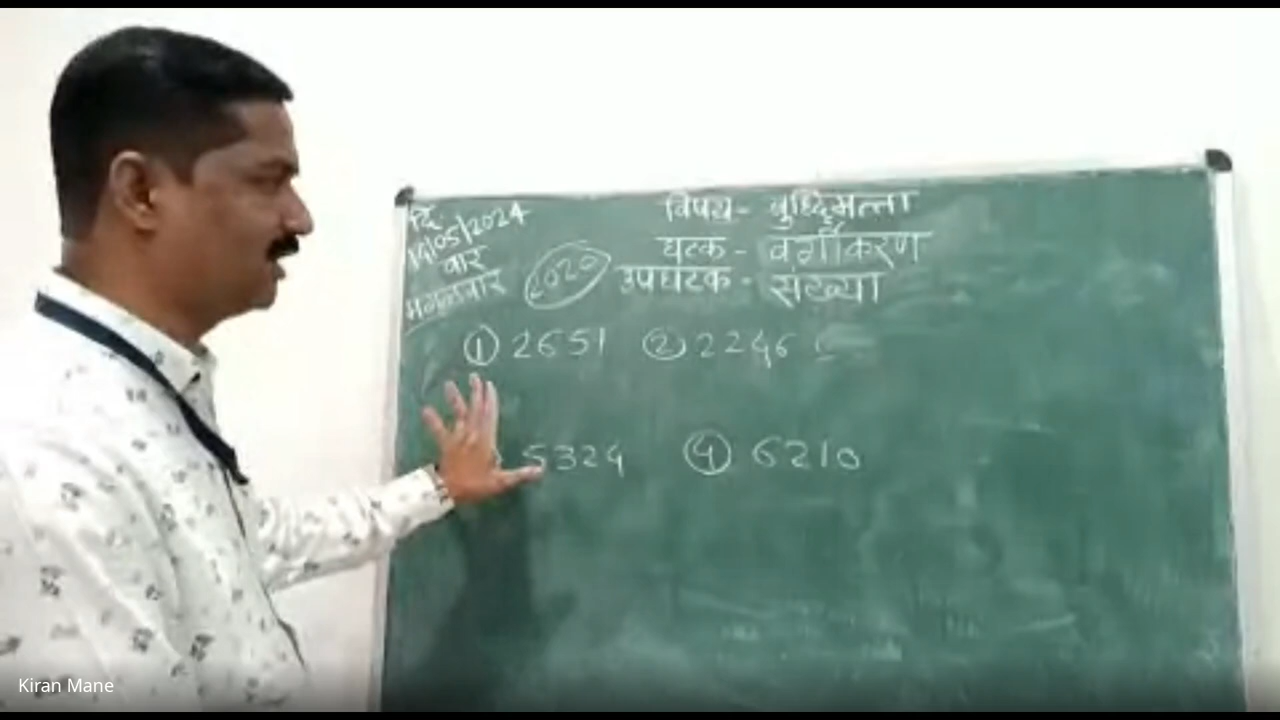 दि.
14/05/2024
वार
मंगळवार
2020
विषय - बुध्दिमत्ता
घटक - वर्गीकरण
उपघटक - संख्या
① 2651 ② 2246
5324 ④ 6210
Kiran Mane